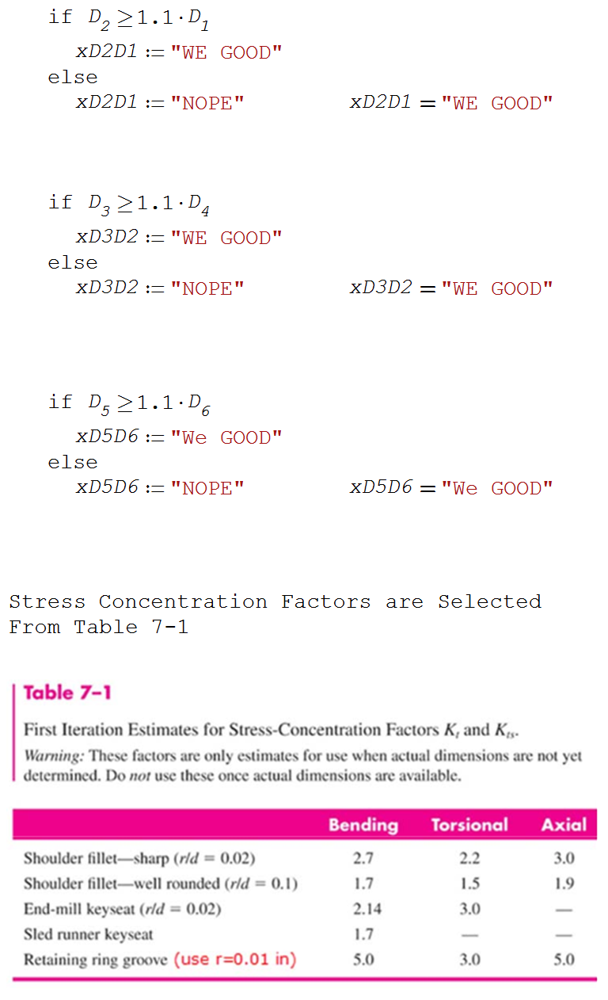 if D2≥1.1·D1
xD2D1:="WE GOOD"
else
xD2D1:="NOPE" xD2D1="WE GOOD"
if D3≥1.1·D4
xD3D2:="WE GOOD"
else
xD3D2:="NOPE" xD3D2="WE GOOD"
if D5≥1.1·D6
xD5D6:="We GOOD"
else
xD5D6:="NOPE" xD5D6="We GOOD"
Stress Concentration Factors are Selected
From Table 7-1
Table 7–1
First Iteration Estimates for Stress-Concentration Factors Kt and Kts.
Warning: These factors are only estimates for use when actual dimensions are not yet
determined. Do not use these once actual dimensions are available.
Bending Torsional Axial
Shoulder fillet—sharp (r/d = 0.02) 2.7 2.2 3.0
Shoulder fillet—well rounded (r/d = 0.1) 1.7 1.5 1.9
End-mill keyseat (r/d = 0.02) 2.14 3.0 —
Sled runner keyseat 1.7 — —
Retaining ring groove (use r=0.01 in) 5.0 3.0 5.0